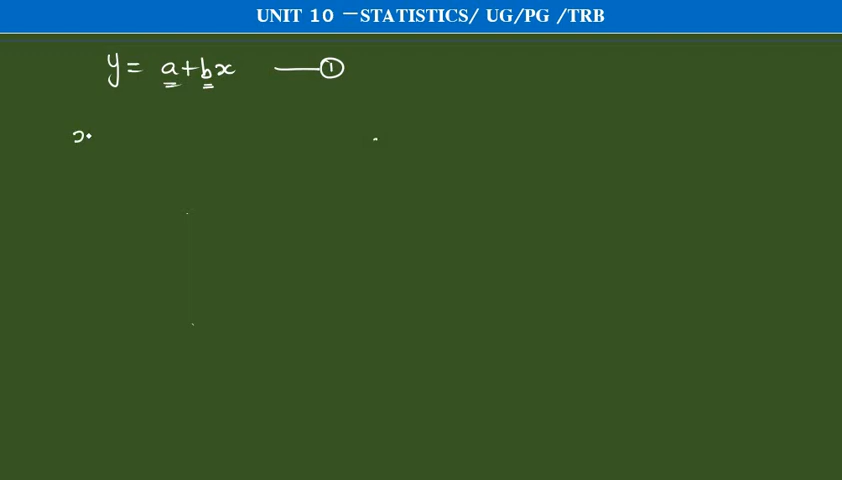 UNIT 10 -STATISTICS/ UG/PG /TRB
y = a+bx —①